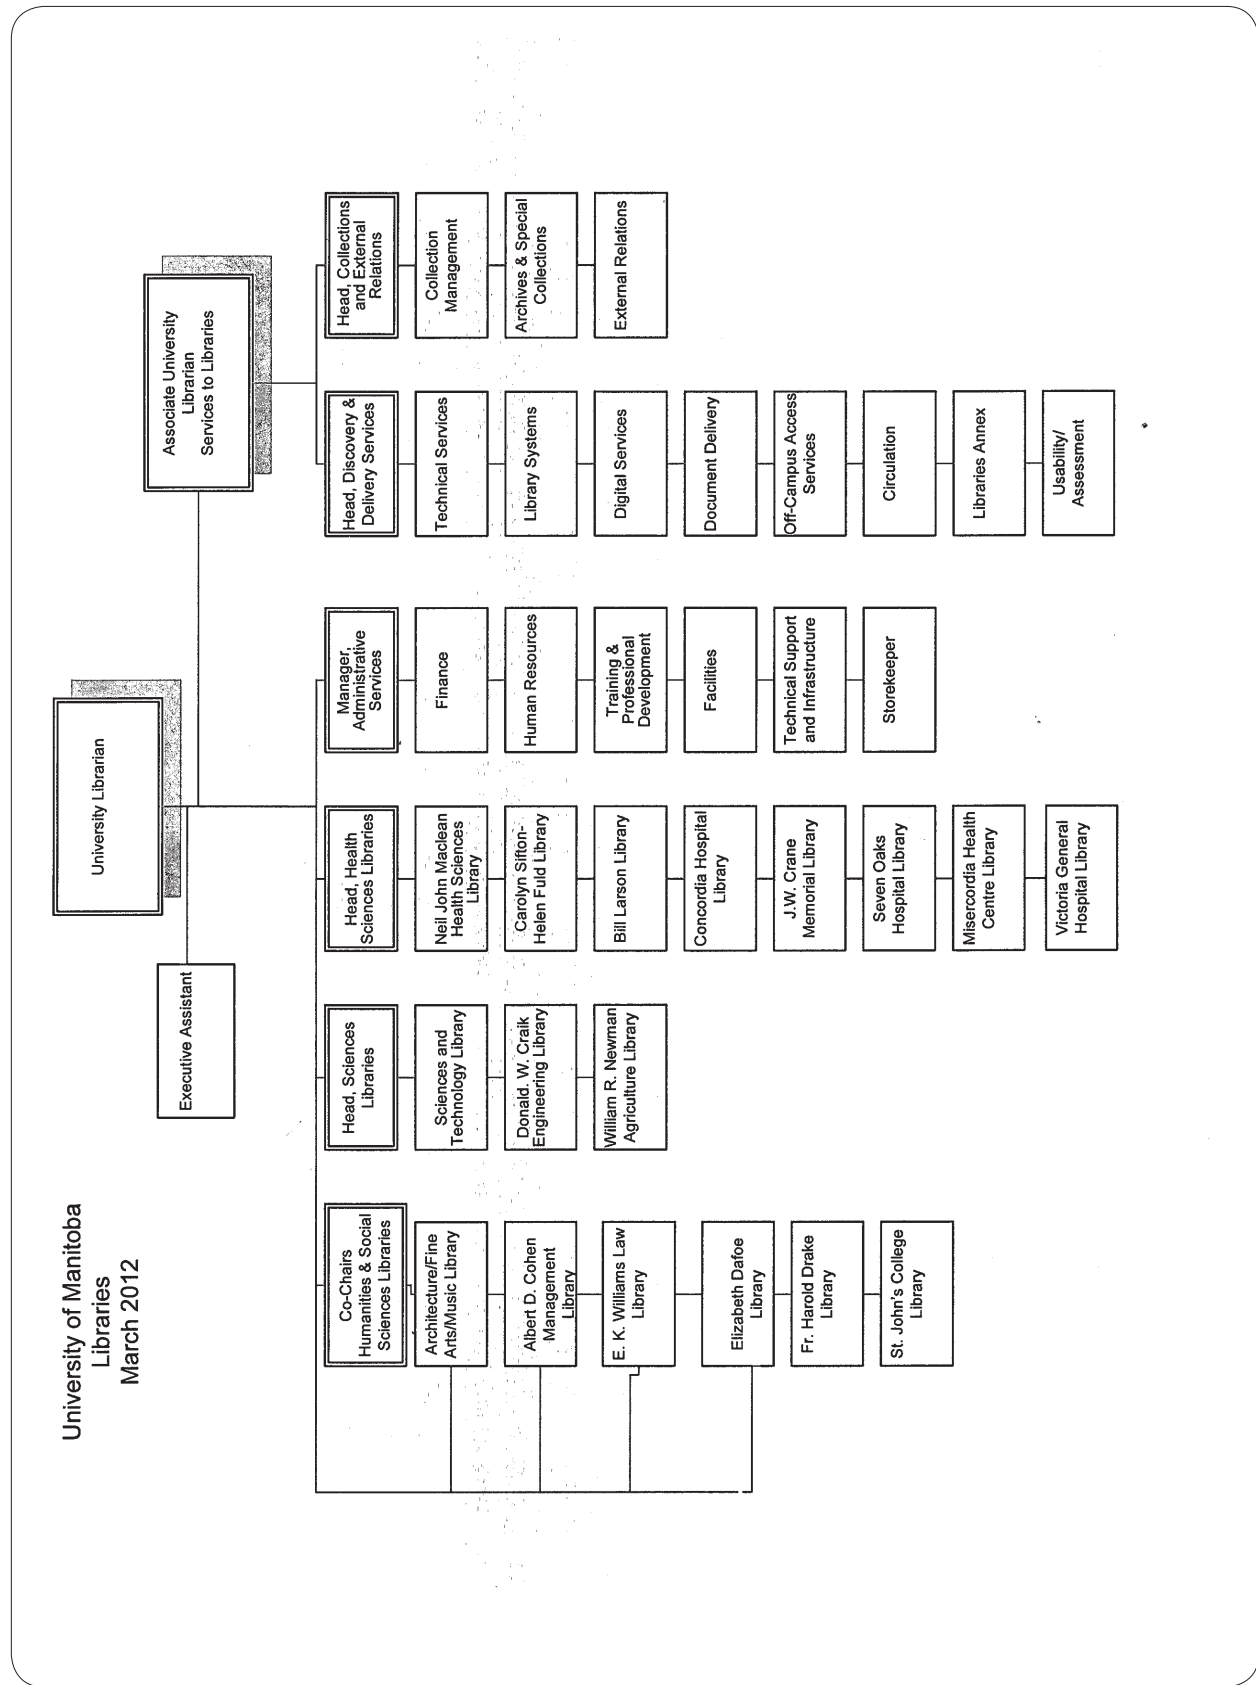 University of Manitoba
Libraries
March 2012
University Librarian
Executive Assistant
Associate University
Librarian
Services to Libraries
Co-Chairs
Humanities & Social
Sciences Libraries
Architecture/Fine
Arts/Music Library
Albert D. Cohen
Management
Library
E. K. Williams Law
Library
Elizabeth Dafoe
Library
Fr. Harold Drake
Library
St. John's College
Library
Head, Sciences
Libraries
Sciences and
Technology Library
Donald. W. Craik
Engineering Library
William R. Newman
Agriculture Library
Head, Health
Sciences Libraries
Neil John Maclean
Health Sciences
Library
Carolyn Sifton-
Helen Fuld Library
Bill Larson Library
Concordia Hospital
Library
J.W. Crane
Memorial Library
Seven Oaks
Hospital Library
Misercordia Health
Centre Library
Victoria General
Hospital Library
Manager,
Administrative
Services
Finance
Human Resources
Training &
Professional
Development
Facilities
Technical Support
and Infrastructure
Storekeeper
Head, Discovery &
Delivery Services
Technical Services
Library Systems
Digital Services
Document Delivery
Off-Campus Access
Services
Circulation
Libraries Annex
Usability/
Assessment
Head, Collections
and External
Relations
Collection
Management
Archives & Special
Collections
External Relations